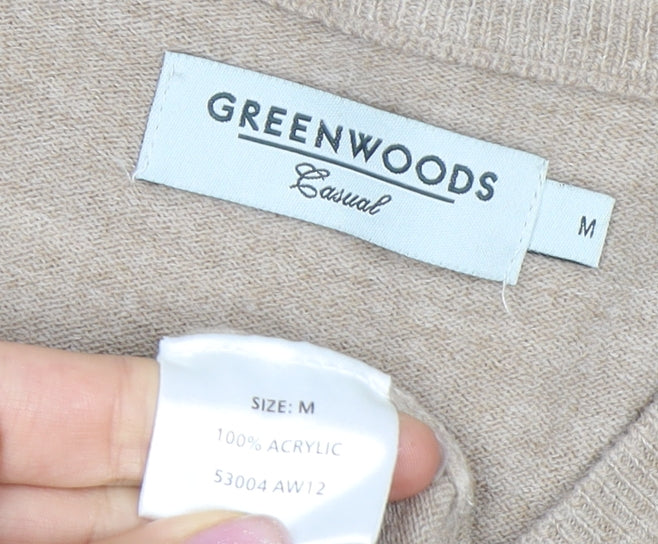 GREENWOODS
Casual
M
SIZE: M
100% ACRYLIC
53004 AW12